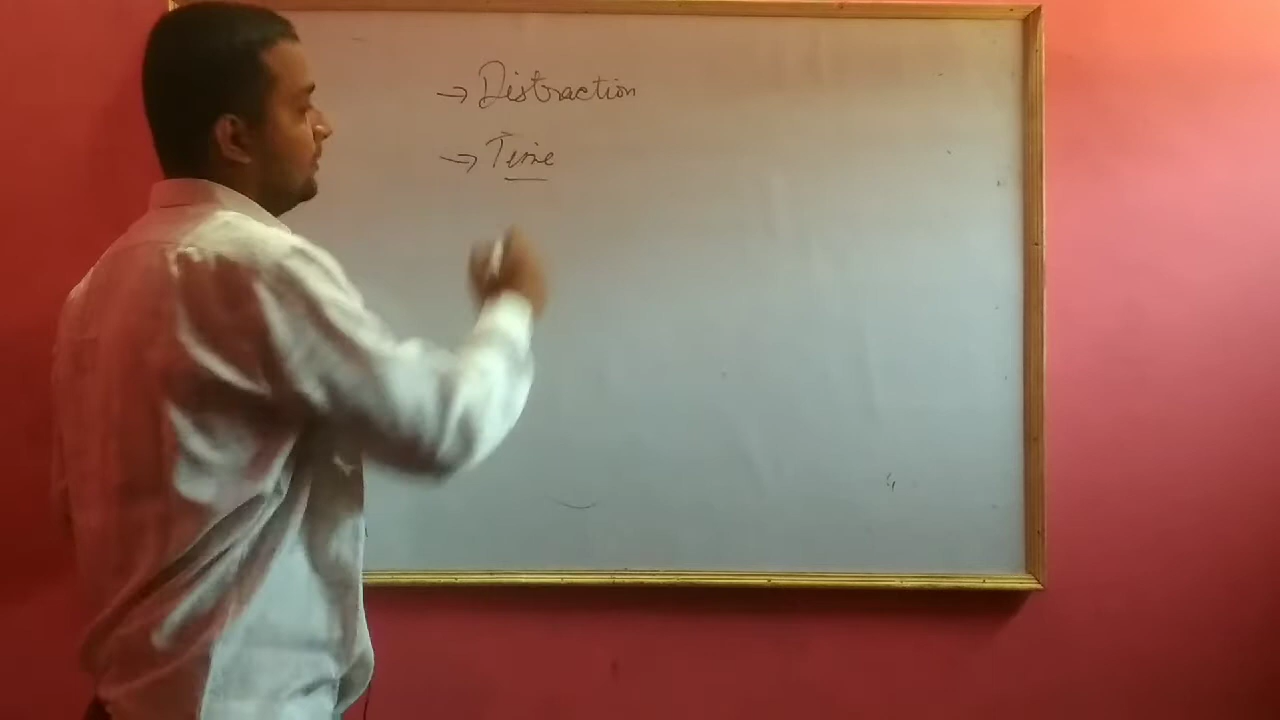 → Distraction
→ Time